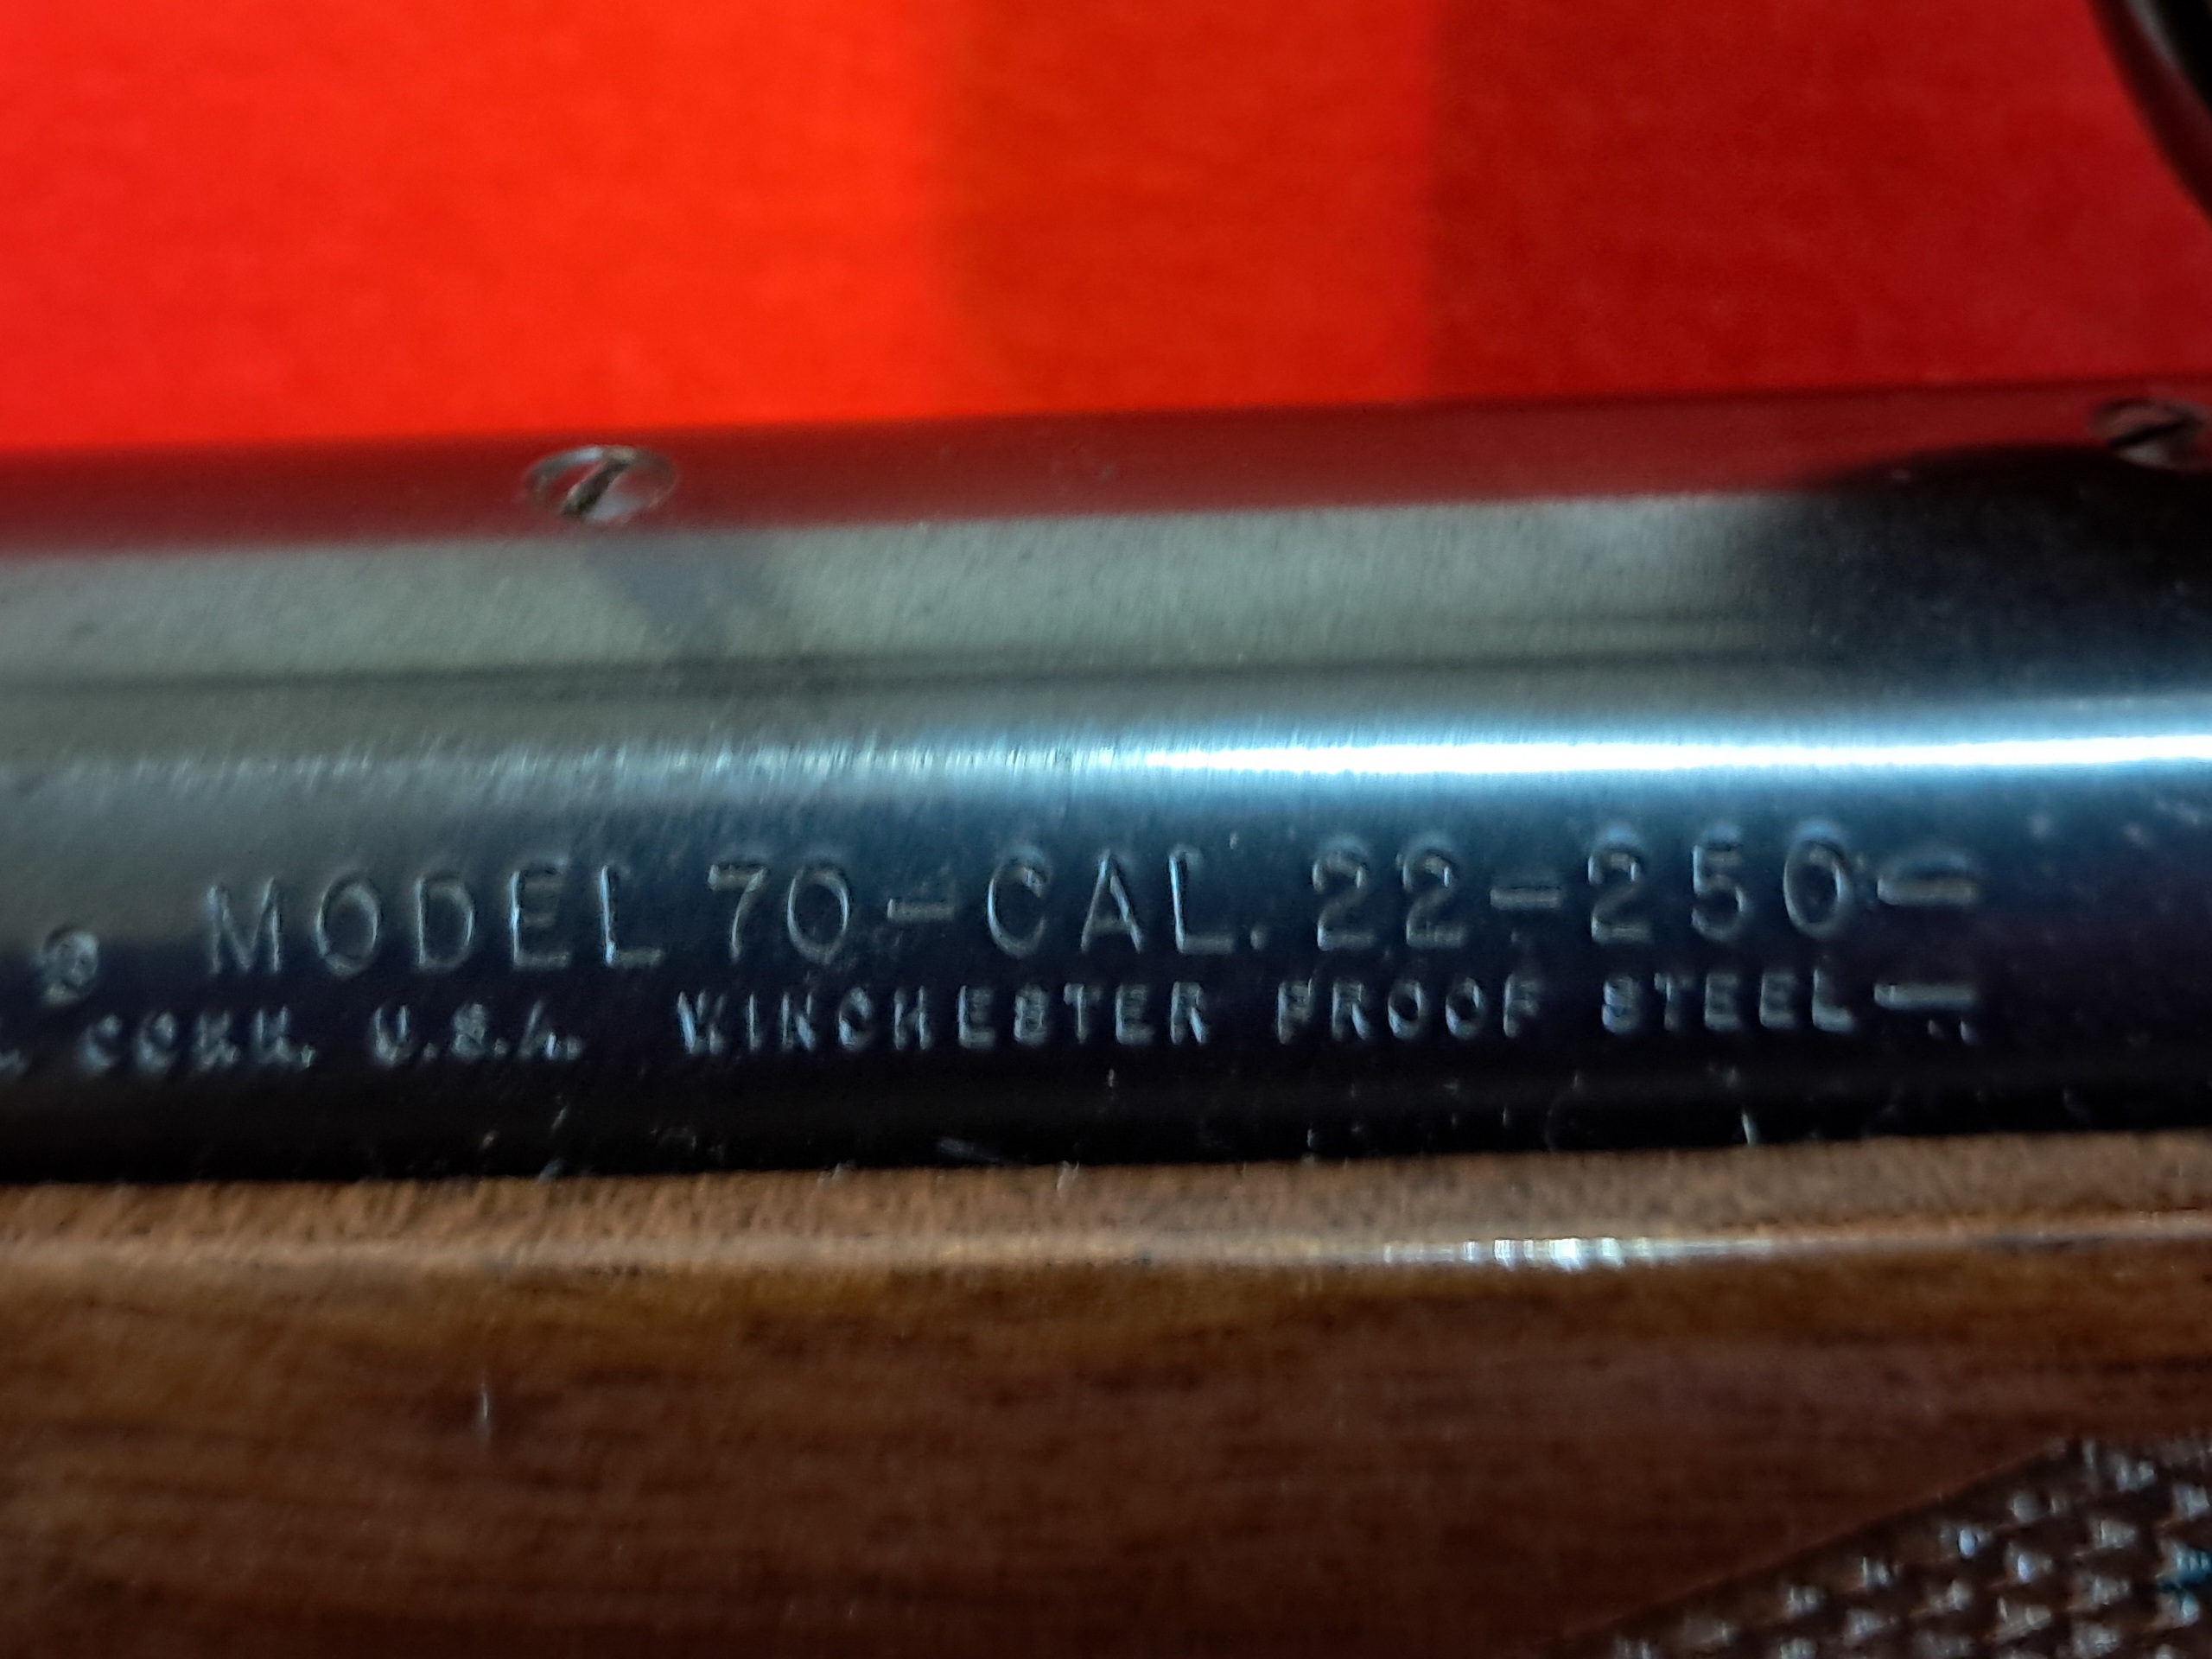 ® MODEL 70-CAL. 22-250-
CONN. U.S.A. WINCHESTER PROOF STEEL-